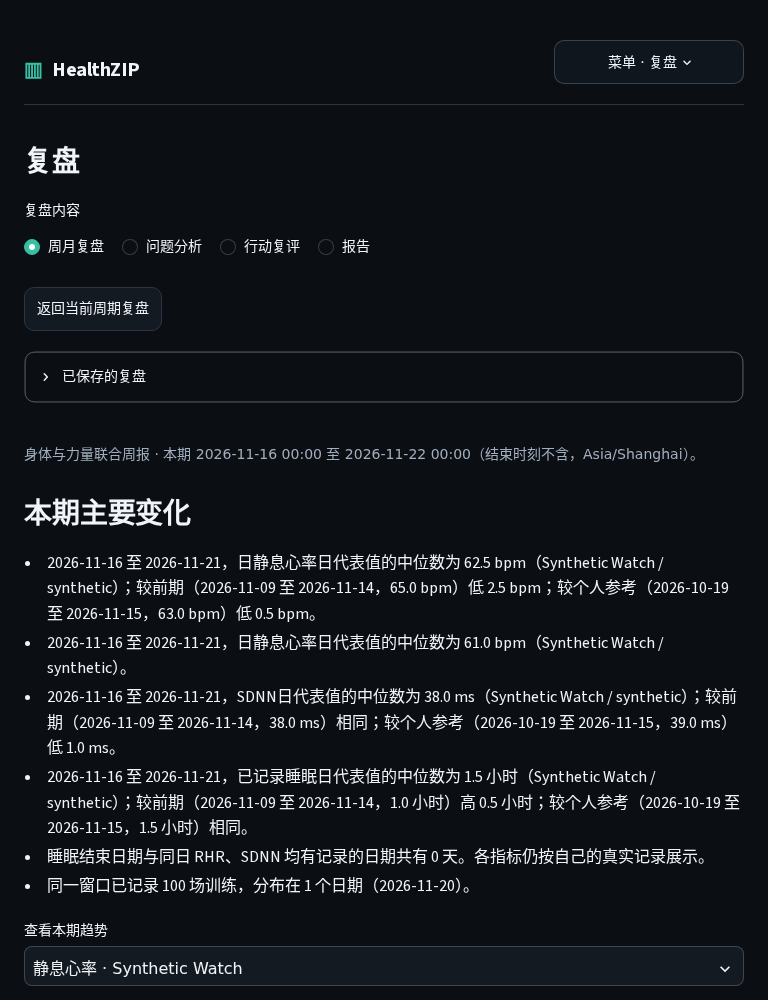 HealthZIP
菜单 · 复盘
复盘
复盘内容
周月复盘
问题分析
行动复评
报告
返回当前周期复盘
已保存的复盘
身体与力量联合周报 · 本期 2026-11-16 00:00 至 2026-11-22 00:00（结束时刻不含，Asia/Shanghai）。
本期主要变化
2026-11-16 至 2026-11-21，日静息心率日代表值的中位数为 62.5 bpm（Synthetic Watch /
synthetic）；较前期（2026-11-09 至 2026-11-14，65.0 bpm）低 2.5 bpm；较个人参考（2026-10-19
至 2026-11-15，63.0 bpm）低 0.5 bpm。
2026-11-16 至 2026-11-21，日静息心率日代表值的中位数为 61.0 bpm（Synthetic Watch /
synthetic）。
2026-11-16 至 2026-11-21，SDNN日代表值的中位数为 38.0 ms（Synthetic Watch / synthetic）；较前
期（2026-11-09 至 2026-11-14，38.0 ms）相同；较个人参考（2026-10-19 至 2026-11-15，39.0 ms）
低 1.0 ms。
2026-11-16 至 2026-11-21，已记录睡眠日代表值的中位数为 1.5 小时（Synthetic Watch /
synthetic）；较前期（2026-11-09 至 2026-11-14，1.0 小时）高 0.5 小时；较个人参考（2026-10-19 至
2026-11-15，1.5 小时）相同。
睡眠结束日期与同日 RHR、SDNN 均有记录的日期共有 0 天。各指标仍按自己的真实记录展示。
同一窗口已记录 100 场训练，分布在 1 个日期（2026-11-20）。
查看本期趋势
静息心率 · Synthetic Watch